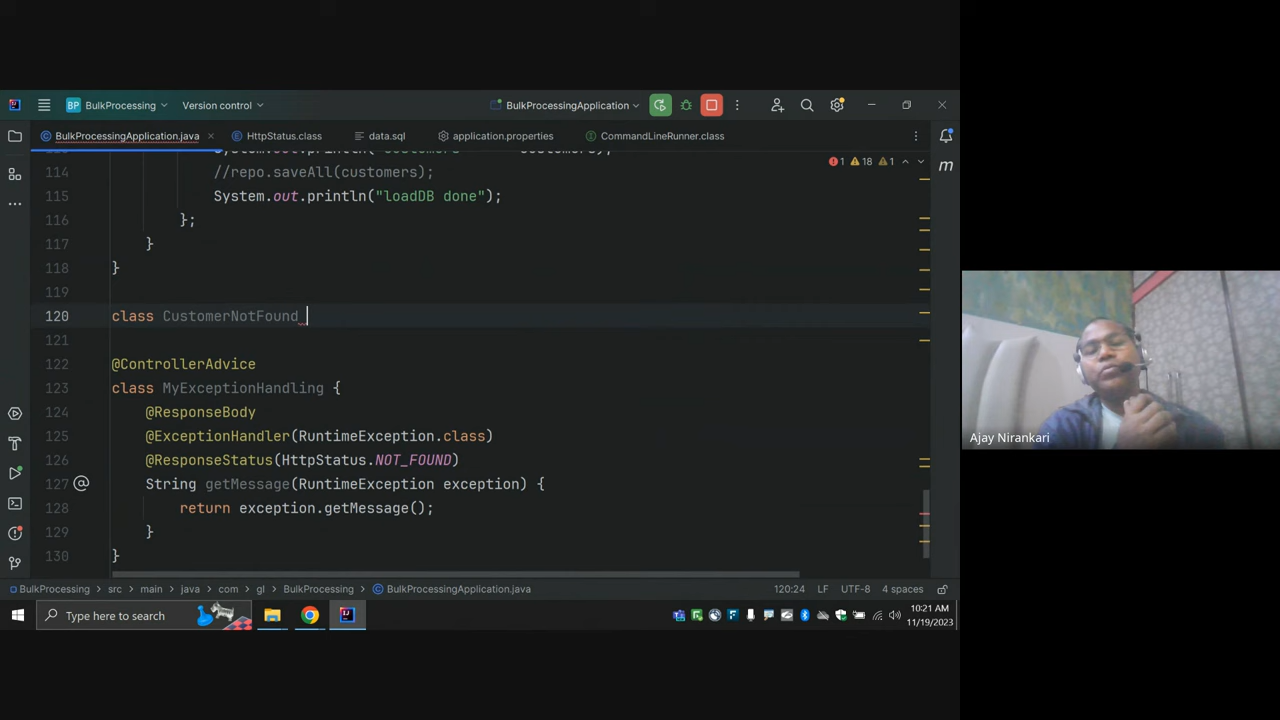 BP BulkProcessing Version control BulkProcessingApplication
BulkProcessingApplication.java HttpStatus.class data.sql application.properties CommandLineRunner.class
1 18 1
114 //repo.saveAll(customers);
115 System.out.println("loadDB done");
116 };
117 }
118 }
119
120 class CustomerNotFound
121
122 @ControllerAdvice
123 class MyExceptionHandling {
124 @ResponseBody
125 @ExceptionHandler(RuntimeException.class)
126 @ResponseStatus(HttpStatus.NOT_FOUND)
127 String getMessage(RuntimeException exception) {
128 return exception.getMessage();
129 }
130 }
Ajay Nirankari
BulkProcessing > src > main > java > com > gl > BulkProcessing > BulkProcessingApplication.java 120:24 LF UTF-8 4 spaces
Type here to search
10:21 AM
11/19/2023